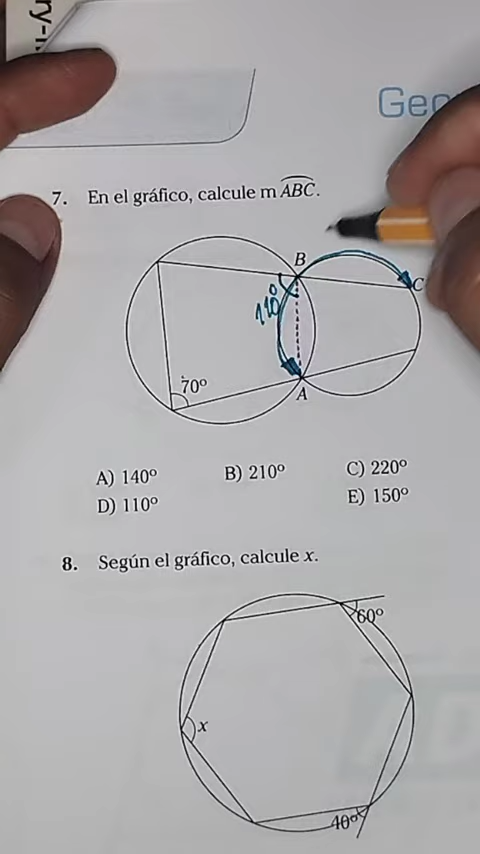 ry-
Geo
7. En el gráfico, calcule m ABC.
B
C
110°
70°
A
A) 140° B) 210° C) 220°
D) 110° E) 150°
8. Según el gráfico, calcule x.
60°
x
40°